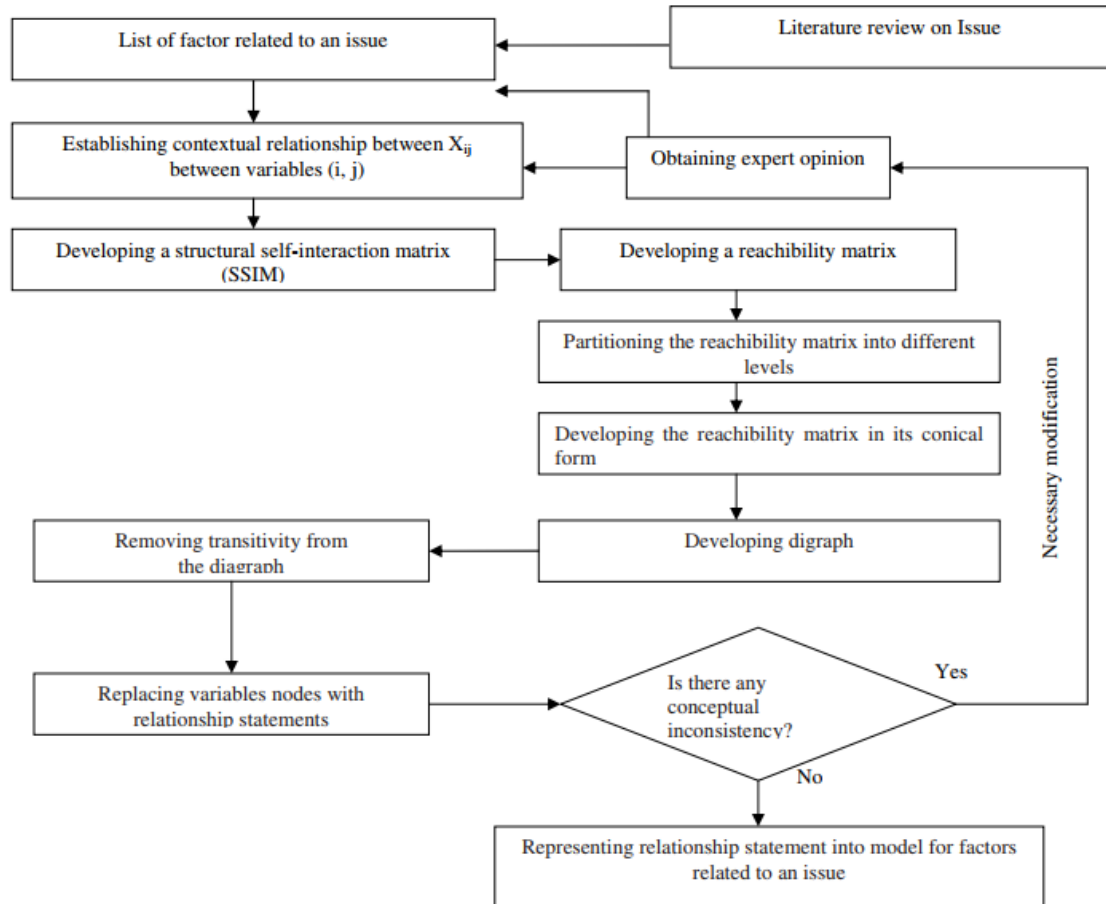 Literature review on Issue
List of factor related to an issue
Establishing contextual relationship between Xij
between variables (i, j)
Obtaining expert opinion
Developing a structural self-interaction matrix
(SSIM)
Developing a reachibility matrix
Partitioning the reachibility matrix into different
levels
Developing the reachibility matrix in its conical
form
Developing digraph
Removing transitivity from
the diagraph
Replacing variables nodes with
relationship statements
Is there any
conceptual
inconsistency?
Yes
Necessary modification
No
Representing relationship statement into model for factors
related to an issue